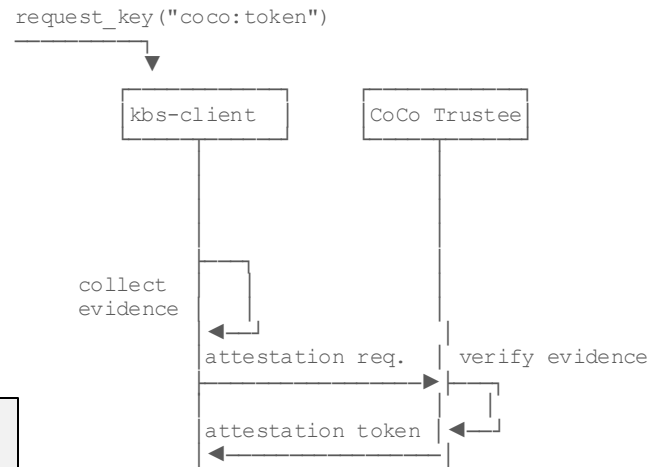 request_key("coco:token")
kbs-client
CoCo Trustee
collect
evidence
attestation req.
verify evidence
attestation token